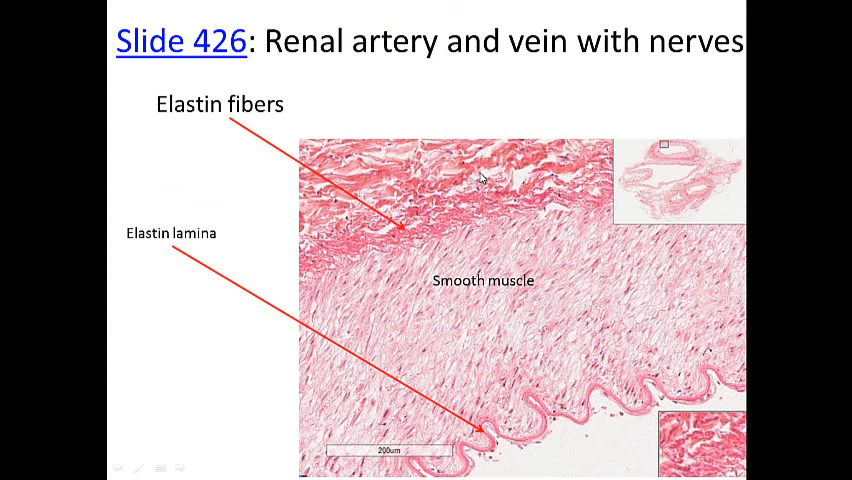 Slide 426: Renal artery and vein with nerves
Elastin fibers
Elastin lamina
Smooth muscle
200um